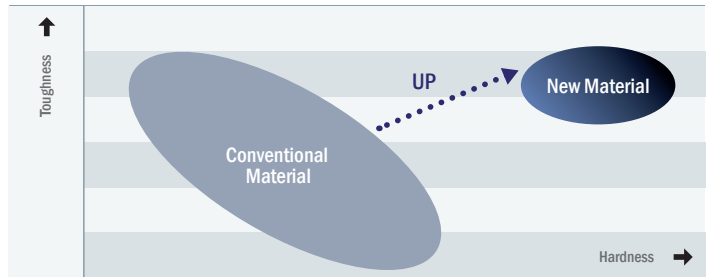 Toughness
UP
New Material
Conventional
Material
Hardness